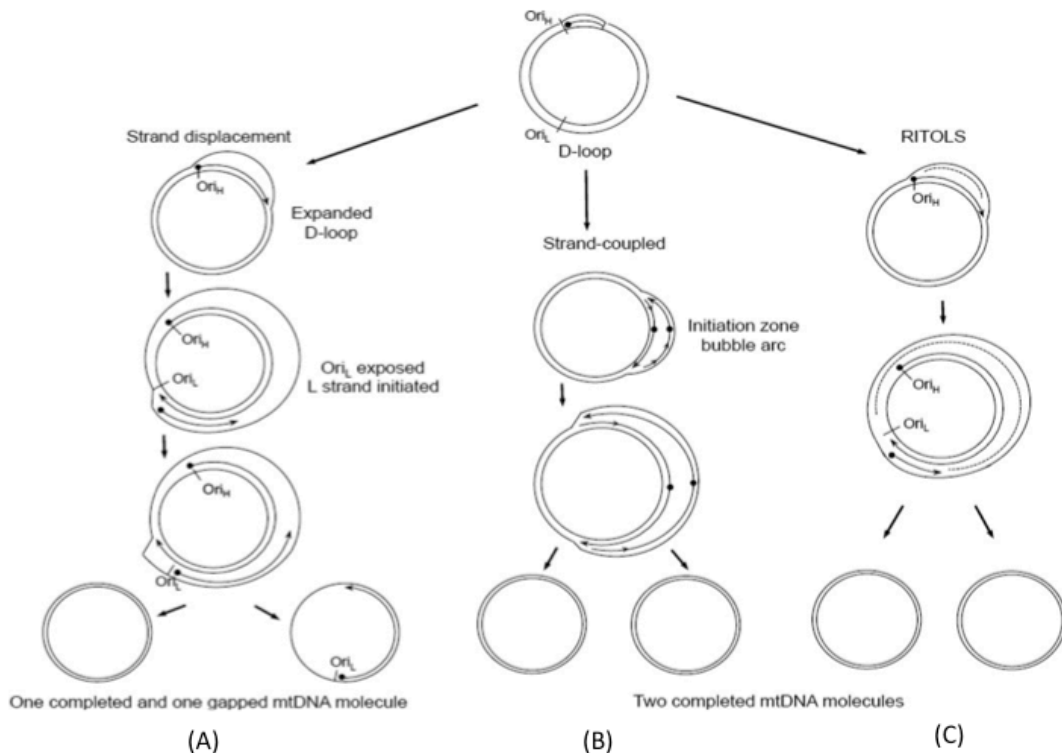 OriH
OriL
D-loop
Strand displacement
OriH
Expanded
D-loop
OriH
OriL
OriL exposed
L strand initiated
OriH
OriL
OriL
One completed and one gapped mtDNA molecule
(A)
Strand-coupled
Initiation zone
bubble arc
(B)
RITOLS
OriH
OriH
OriL
Two completed mtDNA molecules
(C)